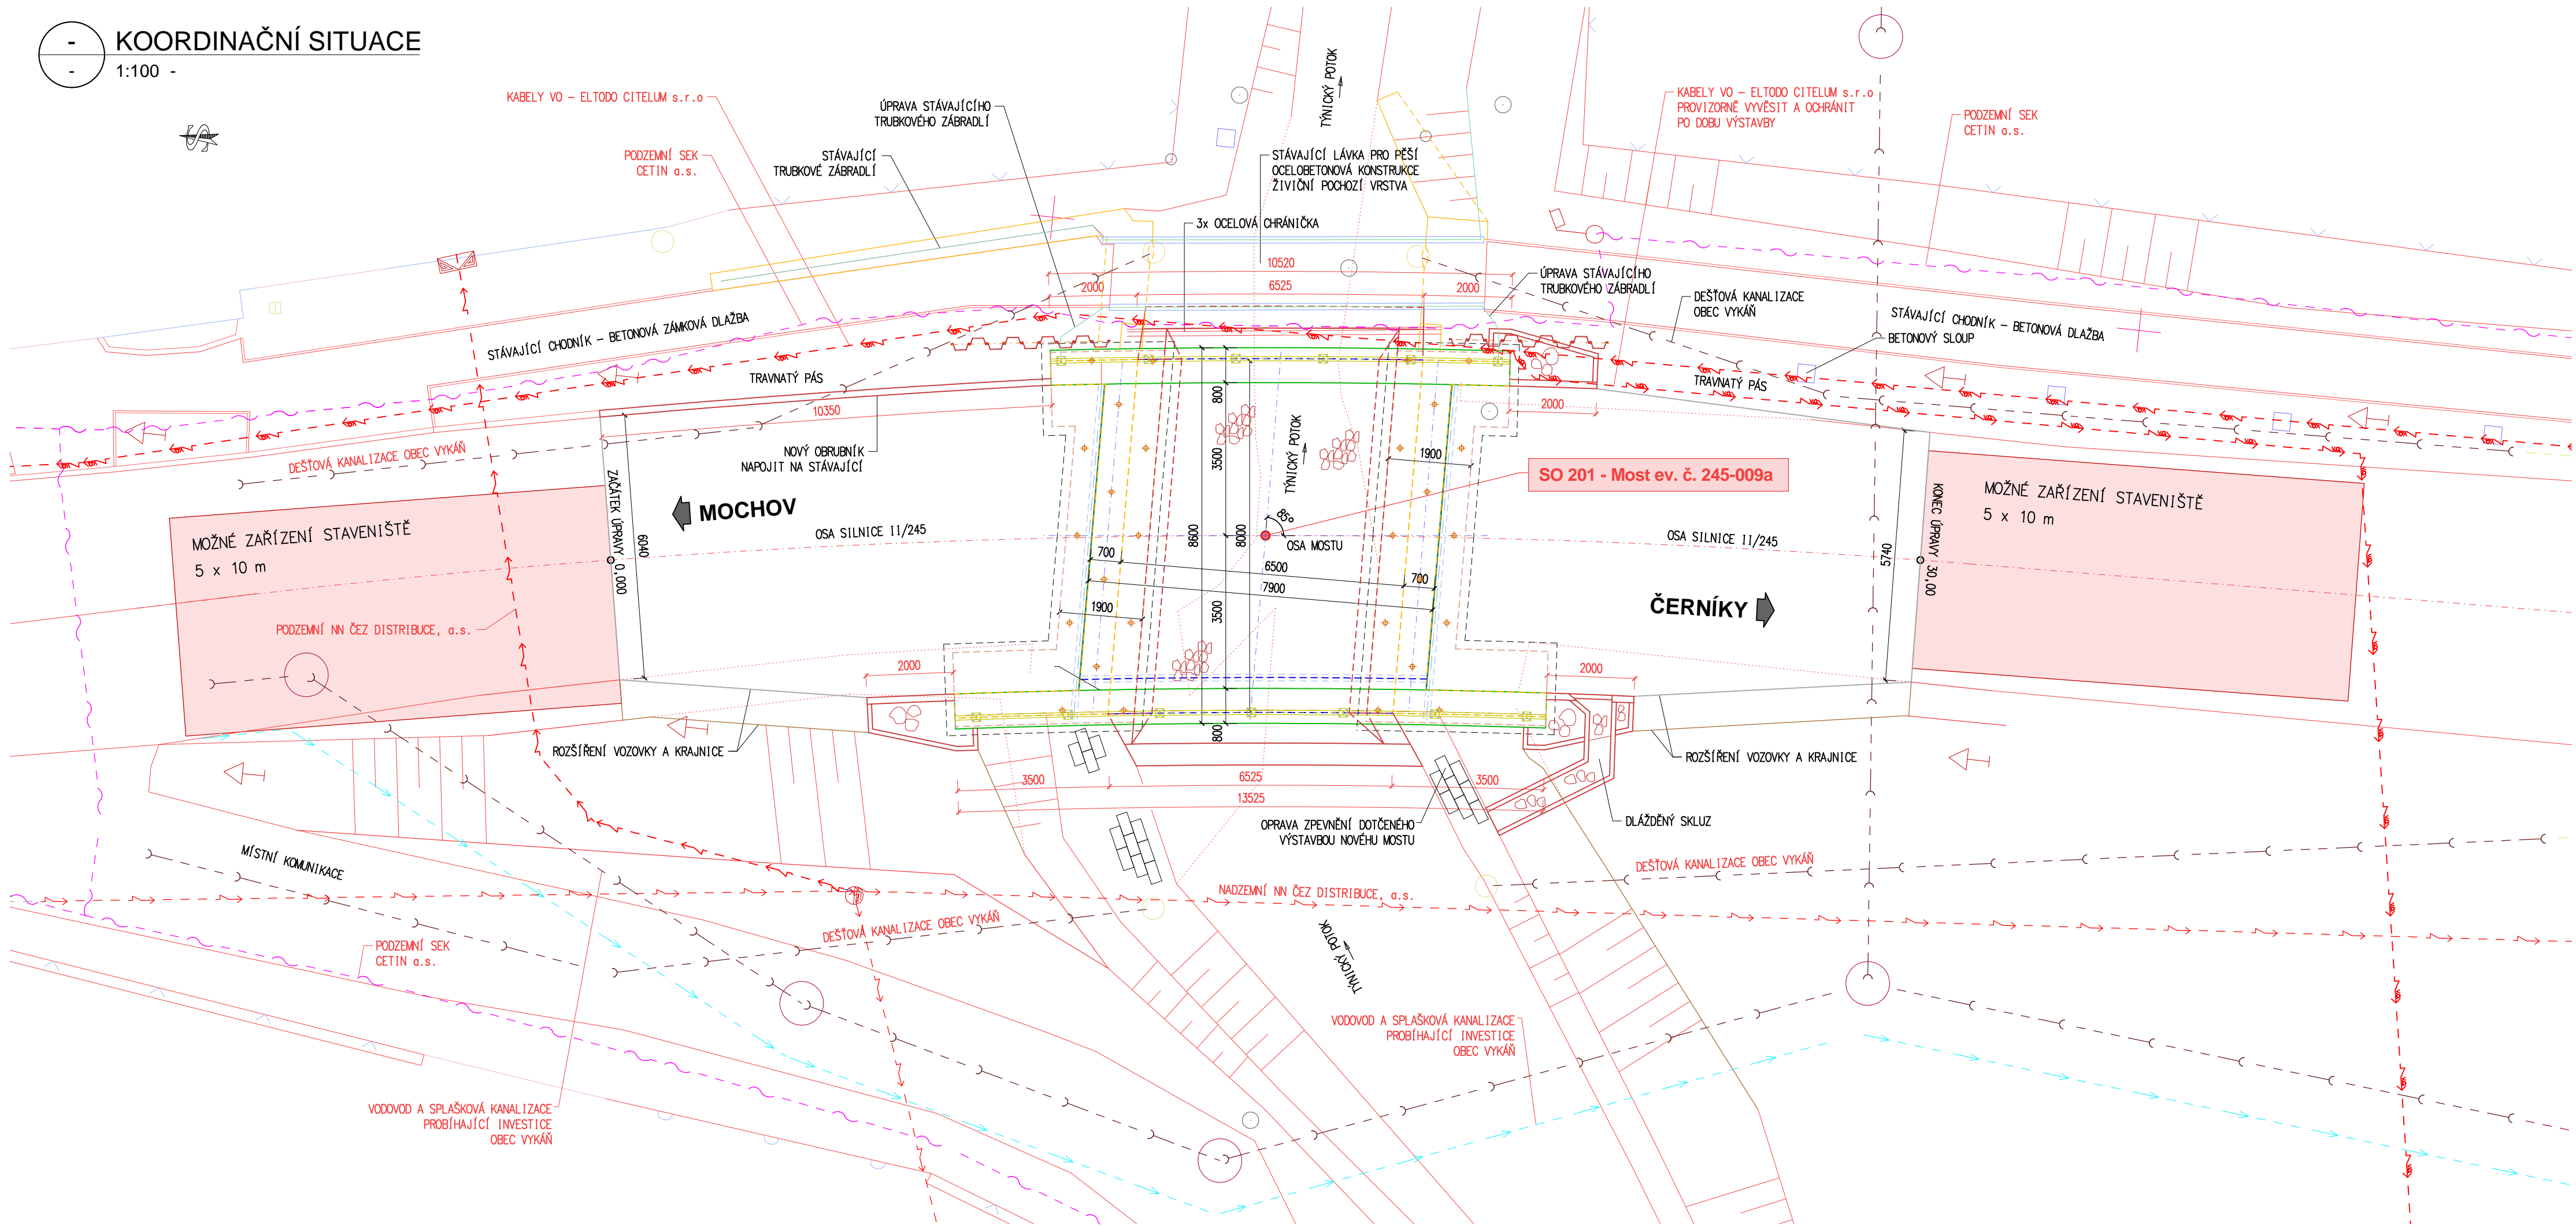 -
-
KOORDINAČNÍ SITUACE
1:100 -
KABELY VO – ELTODO CITELUM s.r.o
PODZEMNÍ SEK
CETIN a.s.
ÚPRAVA STÁVAJÍCÍHO
TRUBKOVÉHO ZÁBRADLÍ
STÁVAJÍCÍ
TRUBKOVÉ ZÁBRADLÍ
TÝNICKÝ POTOK
STÁVAJÍCÍ LÁVKA PRO PĚŠÍ
OCELOBETONOVÁ KONSTRUKCE
ŽIVIČNÍ POCHOZÍ VRSTVA
3x OCELOVÁ CHRÁNIČKA
KABELY VO – ELTODO CITELUM s.r.o
PROVIZORNĚ VYVĚSIT A OCHRÁNIT
PO DOBU VÝSTAVBY
PODZEMNÍ SEK
CETIN a.s.
10520
2000
6525
2000
ÚPRAVA STÁVAJÍCÍHO
TRUBKOVÉHO ZÁBRADLÍ
DEŠŤOVÁ KANALIZACE
OBEC VYKÁŇ
STÁVAJÍCÍ CHODNÍK – BETONOVÁ DLAŽBA
BETONOVÝ SLOUP
STÁVAJÍCÍ CHODNÍK – BETONOVÁ ZÁMKOVÁ DLAŽBA
TRAVNATÝ PÁS
TRAVNATÝ PÁS
10350
2000
800
3500
TÝNICKÝ POTOK
1900
NOVÝ OBRUBNÍK
NAPOJIT NA STÁVAJÍCÍ
DEŠŤOVÁ KANALIZACE OBEC VYKÁŇ
SO 201 - Most ev. č. 245-009a
MOCHOV
ZAČÁTEK ÚPRAVY 0,000
6040
MOŽNÉ ZAŘÍZENÍ STAVENIŠTĚ
5 x 10 m
OSA SILNICE II/245
8600
8000
85°
OSA MOSTU
OSA SILNICE II/245
5740
KONEC ÚPRAVY 30,00
MOŽNÉ ZAŘÍZENÍ STAVENIŠTĚ
5 x 10 m
700
6500
700
7900
1900
3500
ČERNÍKY
PODZEMNÍ NN ČEZ DISTRIBUCE, a.s.
2000
2000
800
ROZŠÍŘENÍ VOZOVKY A KRAJNICE
ROZŠÍŘENÍ VOZOVKY A KRAJNICE
3500
6525
3500
13525
OPRAVA ZPEVNĚNÍ DOTČENÉHO
VÝSTAVBOU NOVÉHU MOSTU
DLÁŽDĚNÝ SKLUZ
MÍSTNÍ KOMUNIKACE
DEŠŤOVÁ KANALIZACE OBEC VYKÁŇ
NADZEMNÍ NN ČEZ DISTRIBUCE, a.s.
DEŠŤOVÁ KANALIZACE OBEC VYKÁŇ
PODZEMNÍ SEK
CETIN a.s.
TÝNICKÝ POTOK
VODOVOD A SPLAŠKOVÁ KANALIZACE
PROBÍHAJÍCÍ INVESTICE
OBEC VYKÁŇ
VODOVOD A SPLAŠKOVÁ KANALIZACE
PROBÍHAJÍCÍ INVESTICE
OBEC VYKÁŇ